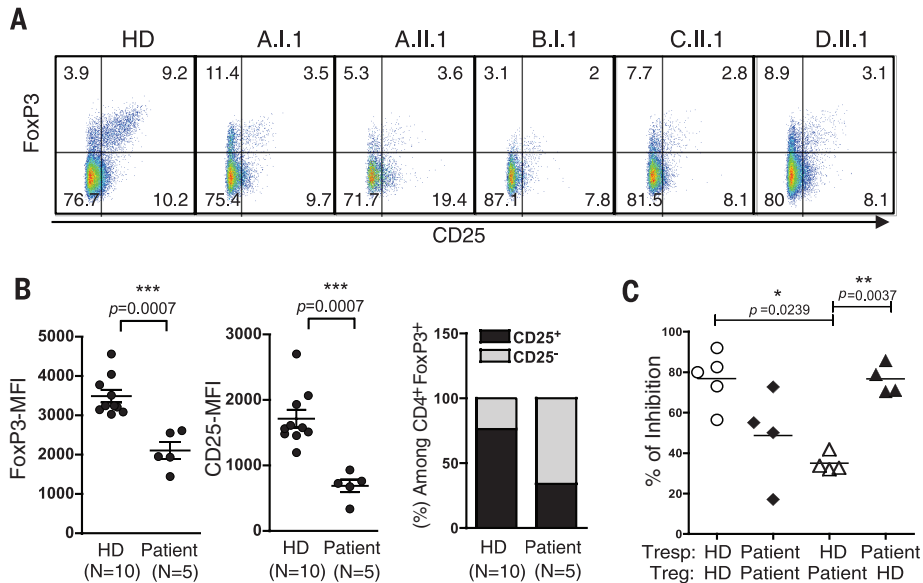 A
HD A.I.1 A.II.1 B.I.1 C.II.1 D.II.1
3.9 9.2 11.4 3.5 5.3 3.6 3.1 2 7.7 2.8 8.9 3.1
FoxP3
76.7 10.2 75.4 9.7 71.7 19.4 87.1 7.8 81.5 8.1 80 8.1
CD25
B
***
p=0.0007
FoxP3-MFI
5000
4000
3000
2000
1000
0
HD Patient
(N=10) (N=5)
***
p=0.0007
CD25-MFI
3000
2000
1000
0
HD Patient
(N=10) (N=5)
(%) Among CD4+FoxP3+
150
100
50
0
CD25+
CD25-
HD Patient
(N=10) (N=5)
C
*
p=0.0239
**
p=0.0037
% of Inhibition
100
80
60
40
20
0
Tresp: HD Patient HD Patient
Treg: HD Patient Patient HD